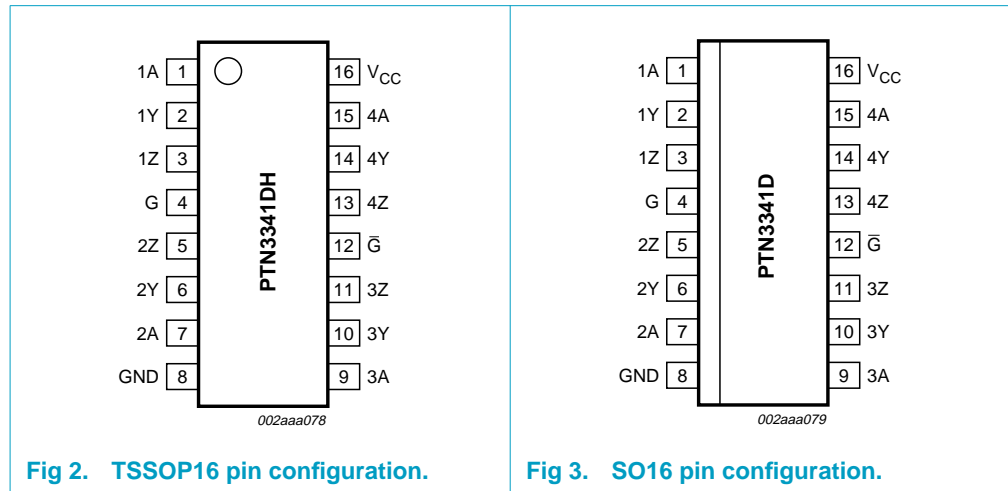 1A 1 16 VCC
1Y 2 15 4A
1Z 3 14 4Y
G 4 13 4Z
2Z 5 12 G̅
2Y 6 11 3Z
2A 7 10 3Y
GND 8 9 3A
PTN3341DH
002aaa078
Fig 2. TSSOP16 pin configuration.
1A 1 16 VCC
1Y 2 15 4A
1Z 3 14 4Y
G 4 13 4Z
2Z 5 12 G̅
2Y 6 11 3Z
2A 7 10 3Y
GND 8 9 3A
PTN3341D
002aaa079
Fig 3. SO16 pin configuration.